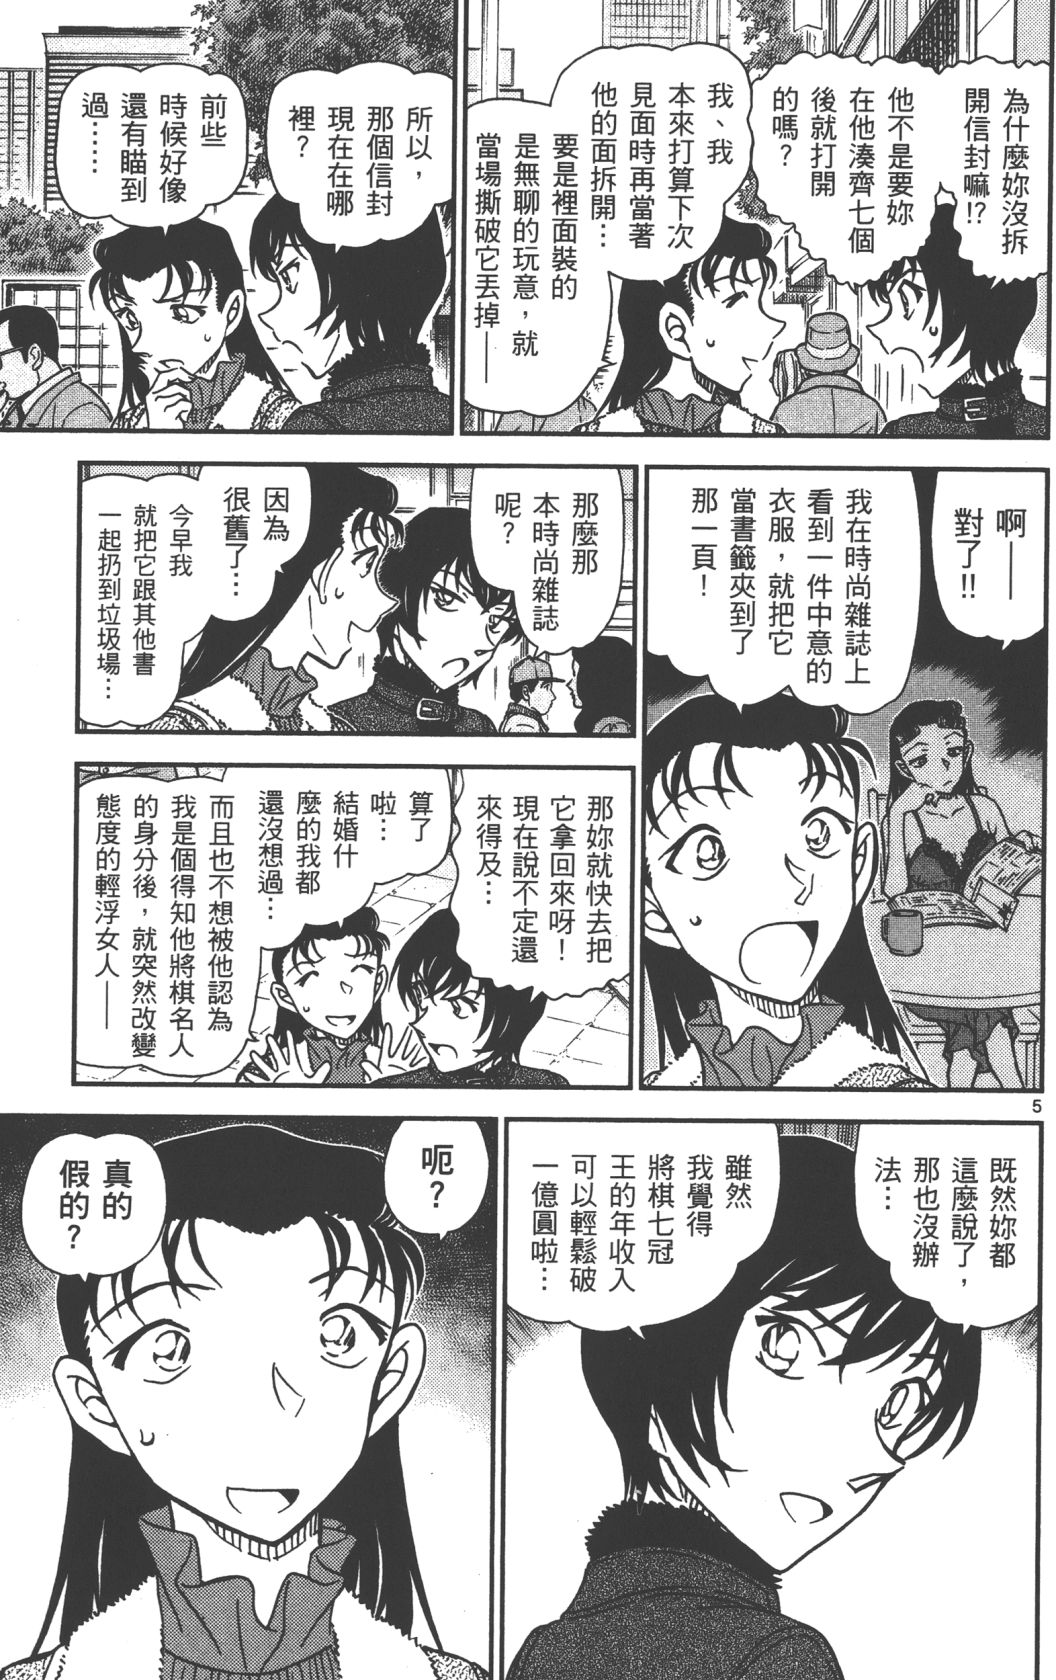 為什麼妳沒拆
開信封嘛!?
他不是要妳
在他湊齊七個
後就打開
的嗎？
我、我
本來打算下次
見面時再當著
他的面拆開…
要是裡面裝的
是無聊的玩意，就
當場撕破它丟掉——
所以，
那個信封
現在在哪
裡？
前些
時候好像
還有瞄到
過……
啊——
對了!!
我在時尚雜誌上
看到一件中意的
衣服，就把它
當書籤夾到了
那一頁！
那麼那
本時尚雜誌
呢？
因為
很舊了…
今早我
就把它跟其他書
一起扔到垃圾場…
那妳就快去把
它拿回來呀！
現在說不定還
來得及…
算了
啦…
結婚什
麼的我都
還沒想過…
而且也不想被他認為
我是個得知他將棋名人
的身分後，就突然改變
態度的輕浮女人——
5
既然妳都
這麼說了，
那也沒辦
法…
雖然
我覺得
將棋七冠
王的年收入
可以輕鬆破
一億圓啦…
呃？
真的
假的？